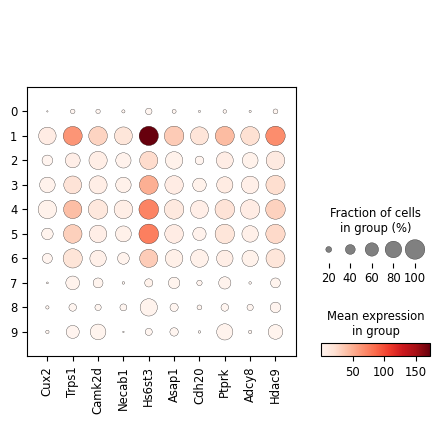 0
1
2
3
4
5
6
7
8
9
Cux2
Trps1
Camk2d
Necab1
Hs6st3
Asap1
Cdh20
Ptprk
Adcy8
Hdac9
Fraction of cells
in group (%)
20 40 60 80 100
Mean expression
in group
50 100 150